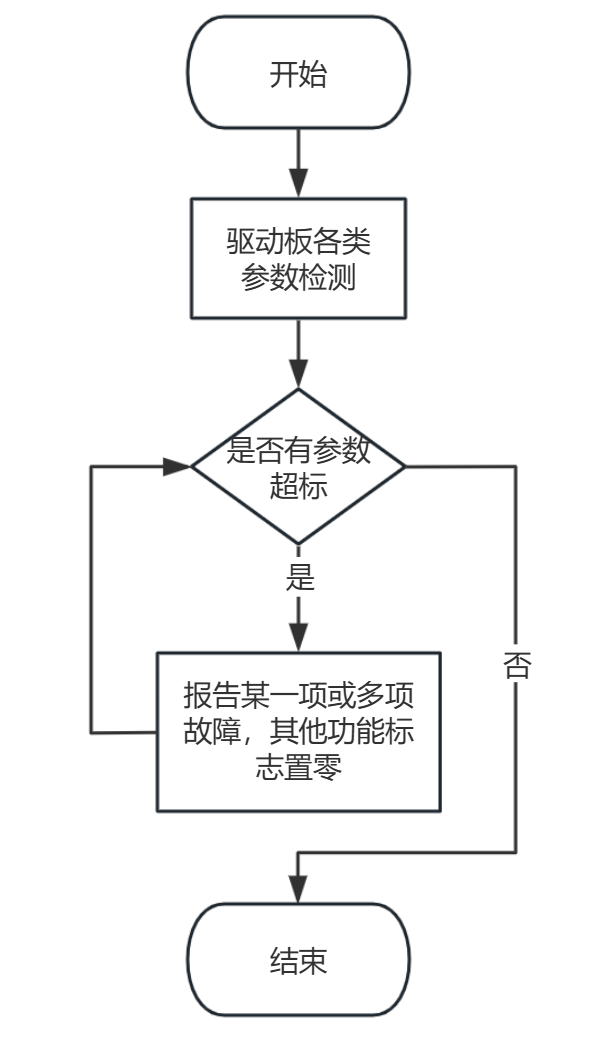 开始
驱动板各类
参数检测
是否有参数
超标
是
否
报告某一项或多项
故障，其他功能标
志置零
结束